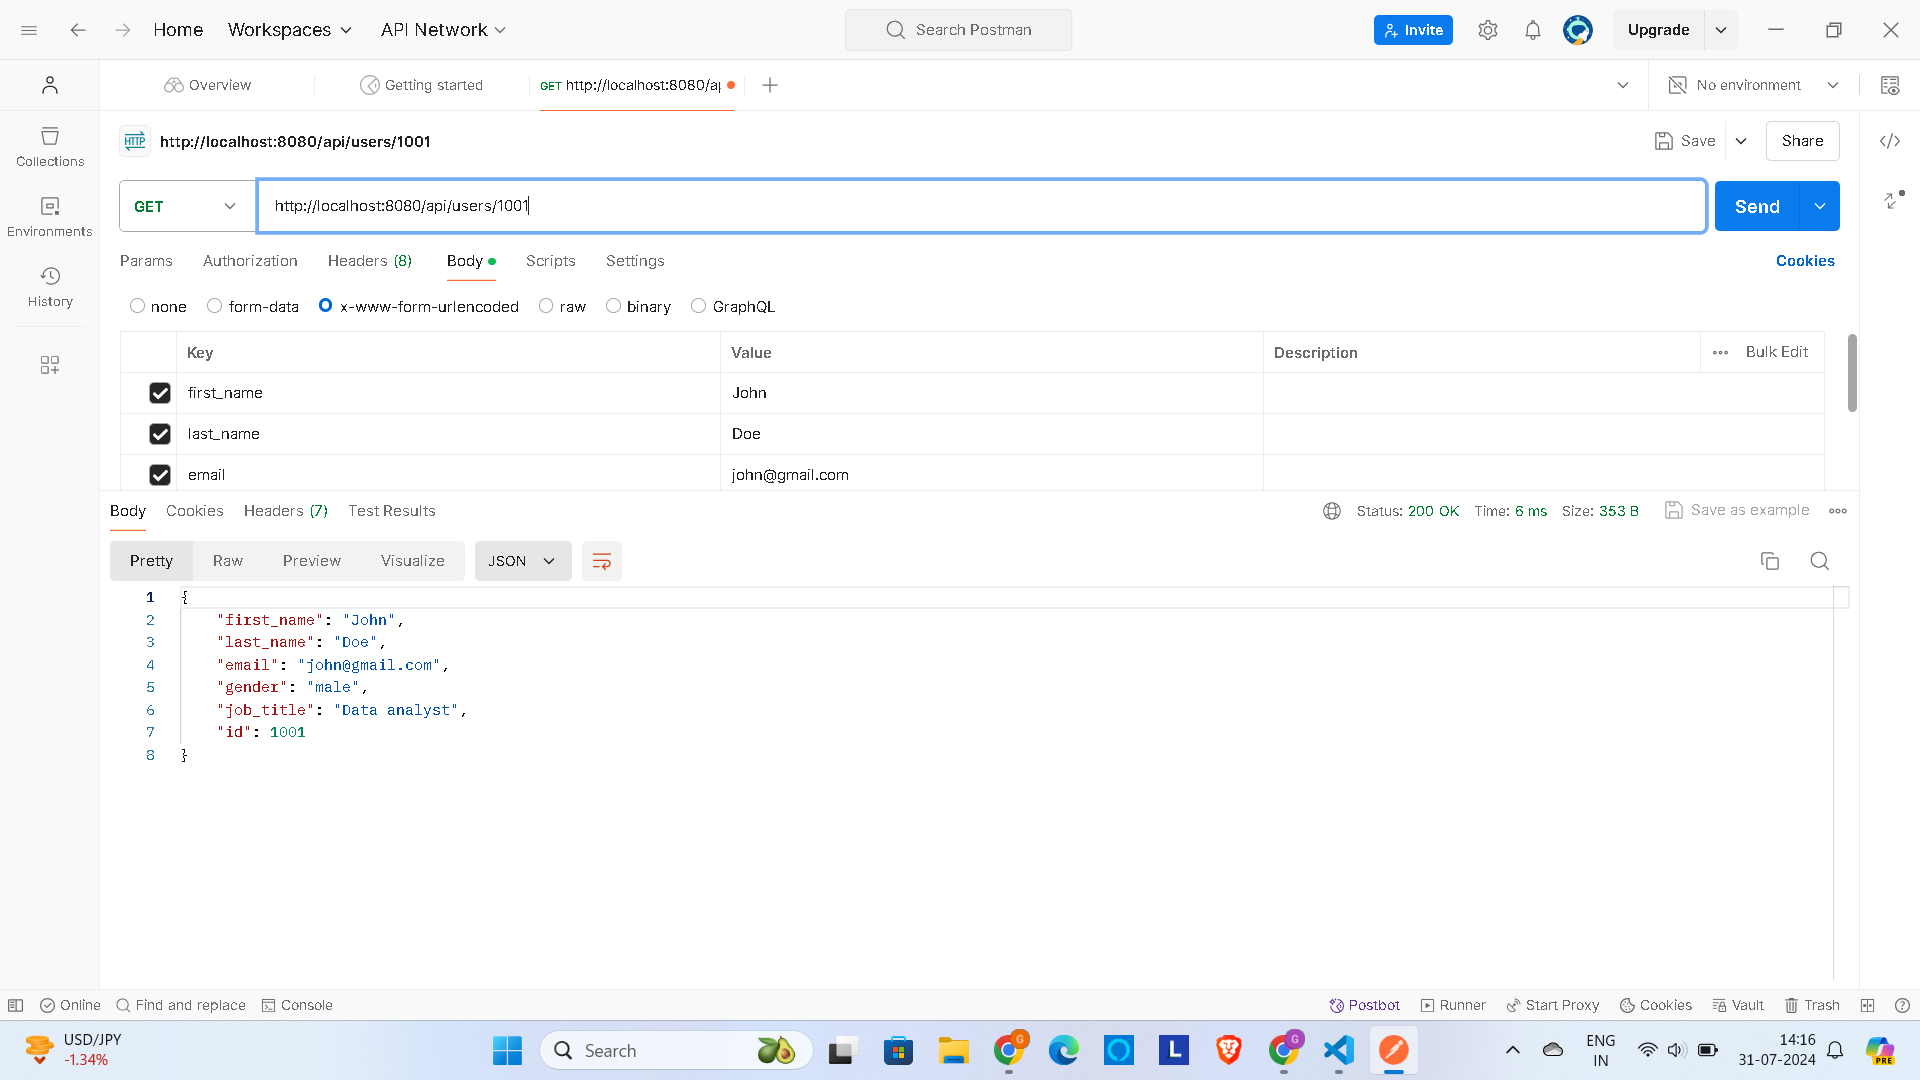 Home Workspaces API Network Search Postman Invite Upgrade
Overview Getting started GET http://localhost:8080/ap No environment
HTTP http://localhost:8080/api/users/1001 Save Share
Collections
GET http://localhost:8080/api/users/1001 Send
Environments
Params Authorization Headers (8) Body Scripts Settings Cookies
History
none form-data x-www-form-urlencoded raw binary GraphQL
Key Value Description Bulk Edit
first_name John
last_name Doe
email john@gmail.com
Body Cookies Headers (7) Test Results Status: 200 OK Time: 6 ms Size: 353 B Save as example
Pretty Raw Preview Visualize JSON
1 {
2 "first_name": "John",
3 "last_name": "Doe",
4 "email": "john@gmail.com",
5 "gender": "male",
6 "job_title": "Data analyst",
7 "id": 1001
8 }
Online Find and replace Console Postbot Runner Start Proxy Cookies Vault Trash
USD/JPY
-1.34%
Search
L
G
G
ENG
IN
14:16
31-07-2024
PRE